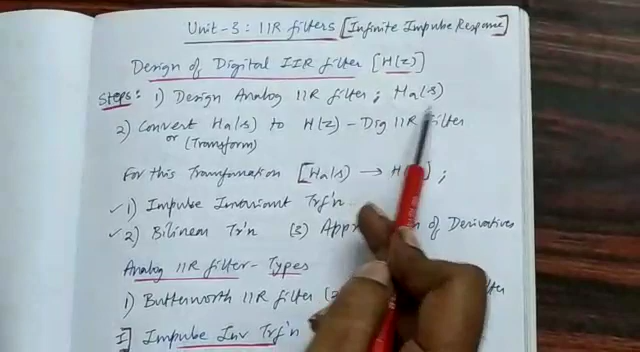 Unit-3: IIR filters [Infinite Impulse Response]
Design of Digital IIR filter [H(z)]
Steps: 1) Design Analog IIR filter; Ha(s)
2) Convert Ha(s) to H(z) - Dig IIR filter
or (Transform)
For this Transformation [Ha(s) → H( ) ;
✓ 1) Impulse Invariant Trf'n.
✓ 2) Bilinear Tr'n (3) App of Derivatives
Analog IIR filter - Types
1) Butterworth IIR filter
I] Impulse Inv Trf'n